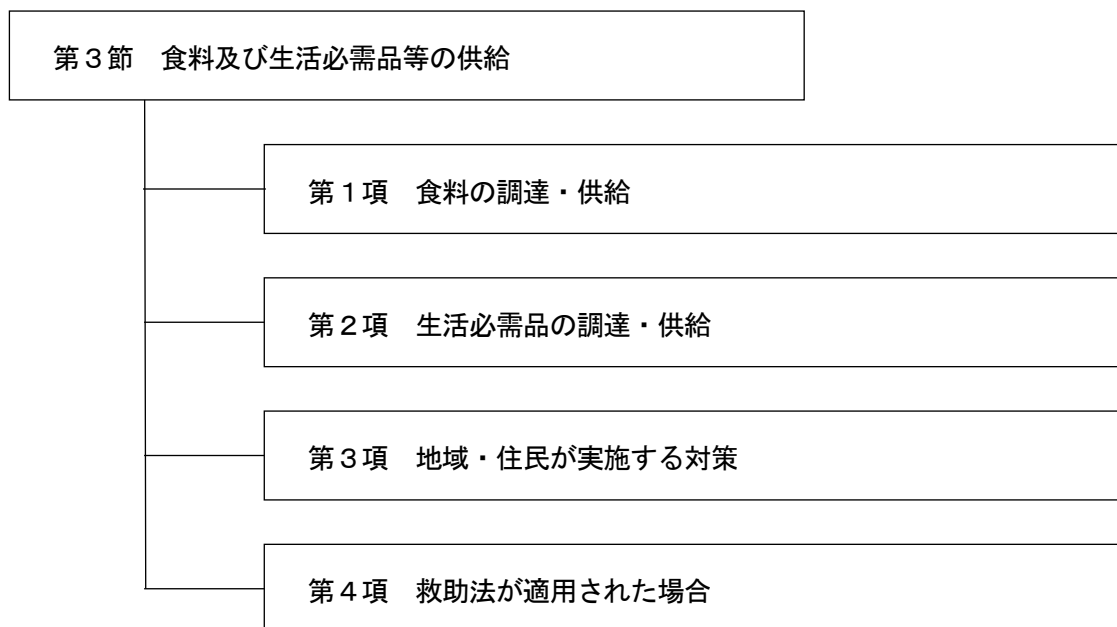 第３節　食料及び生活必需品等の供給
第１項　食料の調達・供給
第２項　生活必需品の調達・供給
第３項　地域・住民が実施する対策
第４項　救助法が適用された場合